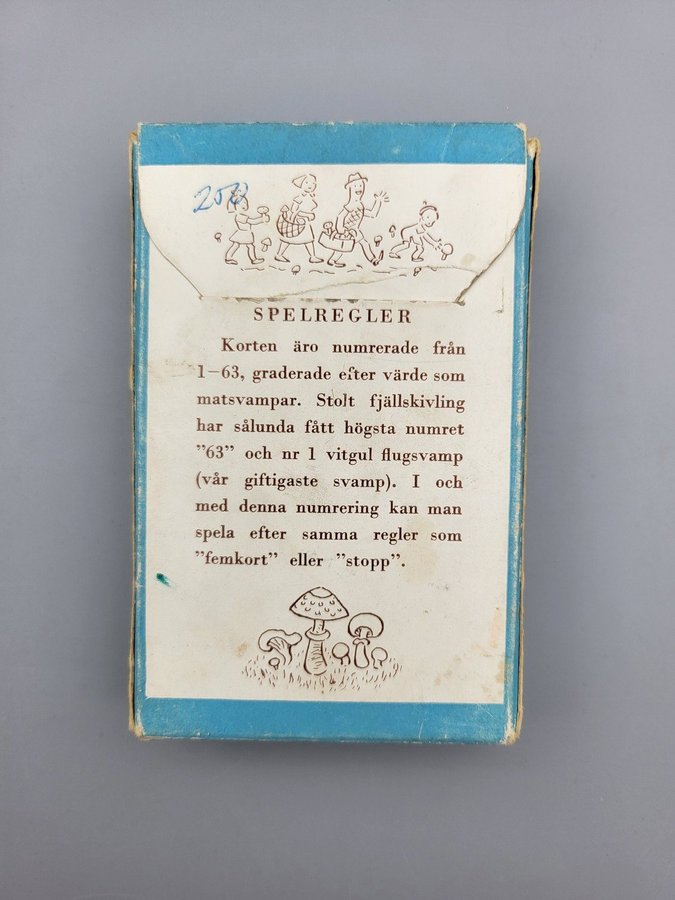 250
SPELREGLER
Korten äro numrerade från
1–63, graderade efter värde som
matsvampar. Stolt fjällskivling
har sålunda fått högsta numret
”63” och nr 1 vitgul flugsvamp
(vår giftigaste svamp). I och
med denna numrering kan man
spela efter samma regler som
”femkort” eller ”stopp”.